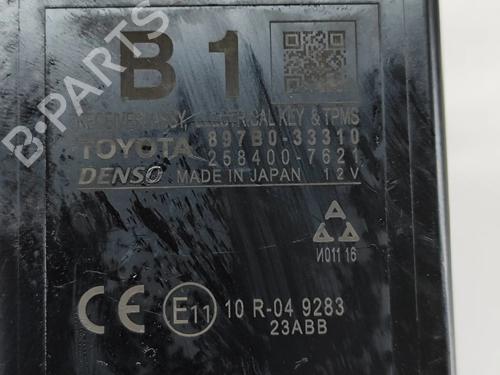 B 1
RECEIVER ASSY, ELECTRICAL KEY & TPMS
TOYOTA 897B0-33310
258400-7621
DENSO MADE IN JAPAN 12V
И011 16
CE E11 10 R-04 9283
23ABB
B-PARTS